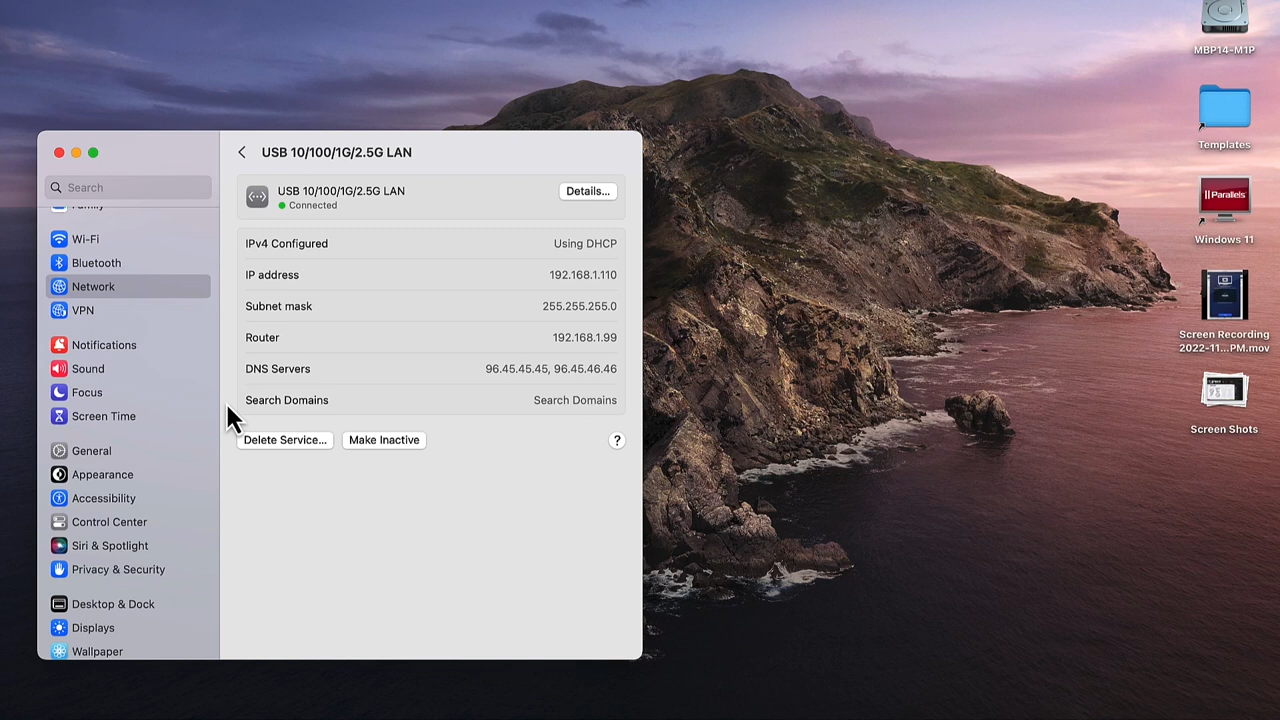 USB 10/100/1G/2.5G LAN
Search
Family
Wi-Fi
Bluetooth
Network
VPN
Notifications
Sound
Focus
Screen Time
General
Appearance
Accessibility
Control Center
Siri & Spotlight
Privacy & Security
Desktop & Dock
Displays
Wallpaper
USB 10/100/1G/2.5G LAN
Connected
Details...
IPv4 Configured Using DHCP
IP address 192.168.1.110
Subnet mask 255.255.255.0
Router 192.168.1.99
DNS Servers 96.45.45.45, 96.45.46.46
Search Domains Search Domains
Delete Service... Make Inactive ?
MBP14-M1P
Templates
Parallels
Windows 11
Screen Recording
2022-11...PM.mov
Screen Shots